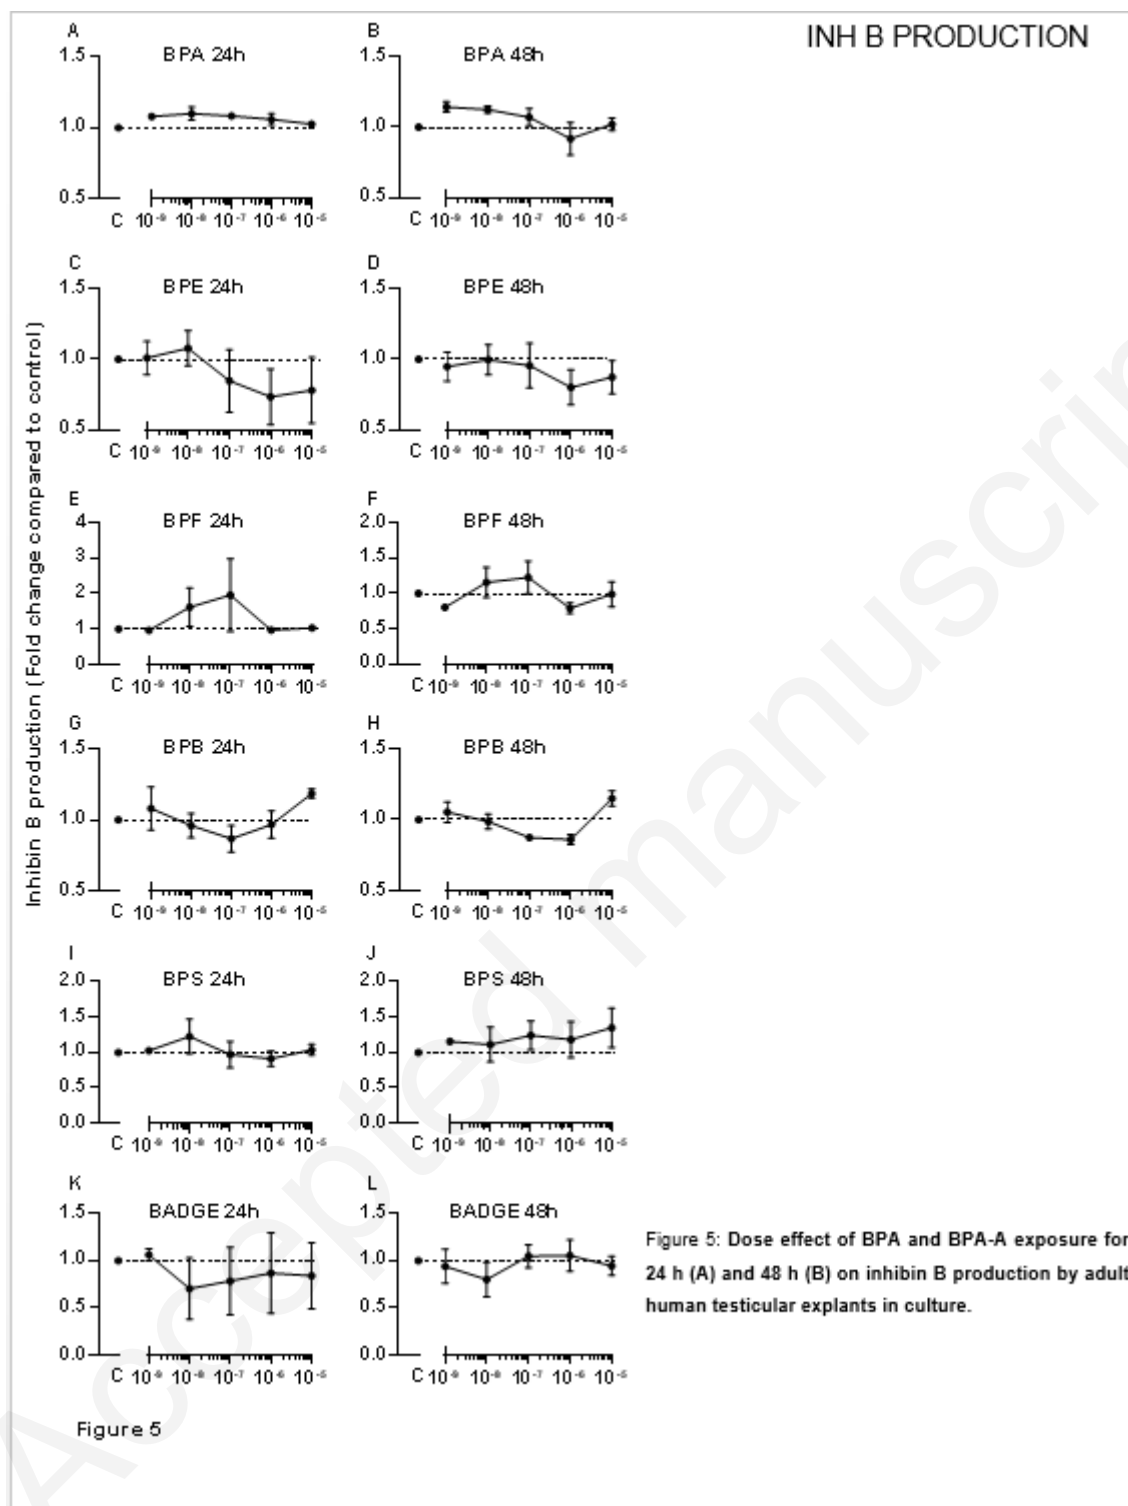 INH B PRODUCTION
Inhibin B production (Fold change compared to control)
A
BPA 24h
1.5
1.0
0.5
C 10⁻⁹ 10⁻⁸ 10⁻⁷ 10⁻⁶ 10⁻⁵
B
BPA 48h
1.5
1.0
0.5
C 10⁻⁹ 10⁻⁸ 10⁻⁷ 10⁻⁶ 10⁻⁵
C
BPE 24h
1.5
1.0
0.5
C 10⁻⁹ 10⁻⁸ 10⁻⁷ 10⁻⁶ 10⁻⁵
D
BPE 48h
1.5
1.0
0.5
C 10⁻⁹ 10⁻⁸ 10⁻⁷ 10⁻⁶ 10⁻⁵
E
BPF 24h
4
3
2
1
0
C 10⁻⁹ 10⁻⁸ 10⁻⁷ 10⁻⁶ 10⁻⁵
F
BPF 48h
2.0
1.5
1.0
0.5
0.0
C 10⁻⁹ 10⁻⁸ 10⁻⁷ 10⁻⁶ 10⁻⁵
G
BPB 24h
1.5
1.0
0.5
C 10⁻⁹ 10⁻⁸ 10⁻⁷ 10⁻⁶ 10⁻⁵
H
BPB 48h
1.5
1.0
0.5
C 10⁻⁹ 10⁻⁸ 10⁻⁷ 10⁻⁶ 10⁻⁵
I
BPS 24h
2.0
1.5
1.0
0.5
0.0
C 10⁻⁹ 10⁻⁸ 10⁻⁷ 10⁻⁶ 10⁻⁵
J
BPS 48h
2.0
1.5
1.0
0.5
0.0
C 10⁻⁹ 10⁻⁸ 10⁻⁷ 10⁻⁶ 10⁻⁵
K
BADGE 24h
1.5
1.0
0.5
0.0
C 10⁻⁹ 10⁻⁸ 10⁻⁷ 10⁻⁶ 10⁻⁵
L
BADGE 48h
1.5
1.0
0.5
0.0
C 10⁻⁹ 10⁻⁸ 10⁻⁷ 10⁻⁶ 10⁻⁵
Figure 5: Dose effect of BPA and BPA-A exposure for
24 h (A) and 48 h (B) on inhibin B production by adult
human testicular explants in culture.
Figure 5
Accepted manuscrip